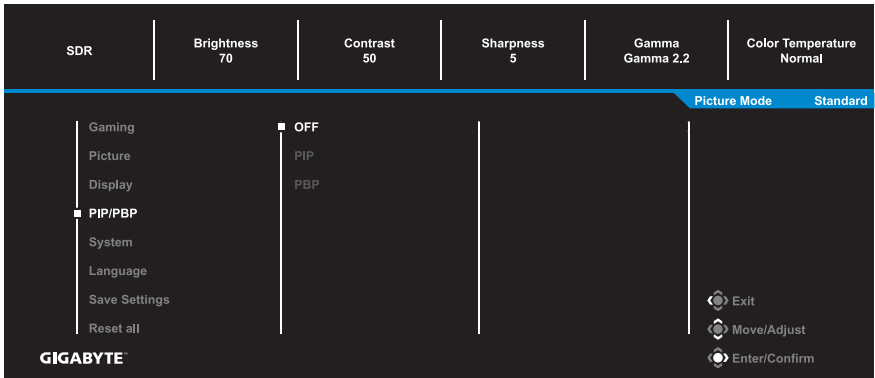 SDR
Brightness
70
Contrast
50
Sharpness
5
Gamma
Gamma 2.2
Color Temperature
Normal
Picture Mode Standard
Gaming
Picture
Display
PIP/PBP
System
Language
Save Settings
Reset all
OFF
PIP
PBP
Exit
Move/Adjust
Enter/Confirm
GIGABYTE™